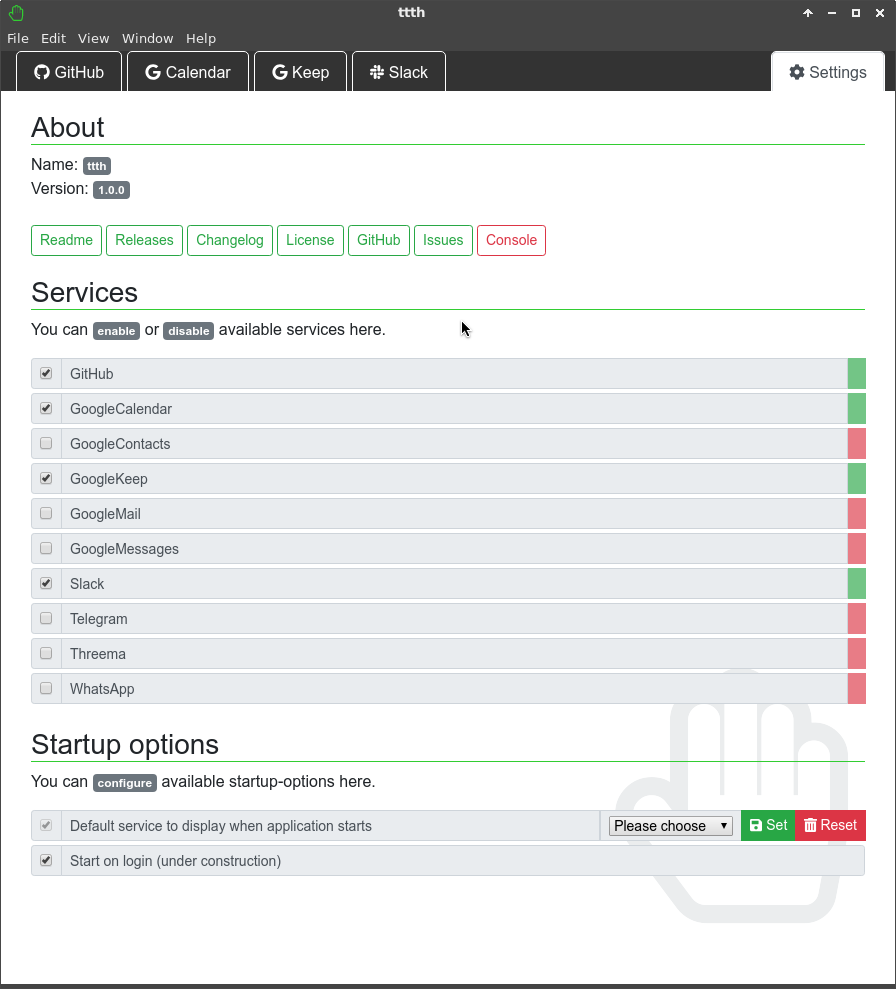 ttth
File Edit View Window Help
GitHub Calendar Keep Slack Settings
About
Name: ttth
Version: 1.0.0
Readme Releases Changelog License GitHub Issues Console
Services
You can enable or disable available services here.
GitHub
GoogleCalendar
GoogleContacts
GoogleKeep
GoogleMail
GoogleMessages
Slack
Telegram
Threema
WhatsApp
Startup options
You can configure available startup-options here.
Default service to display when application starts Please choose Set Reset
Start on login (under construction)